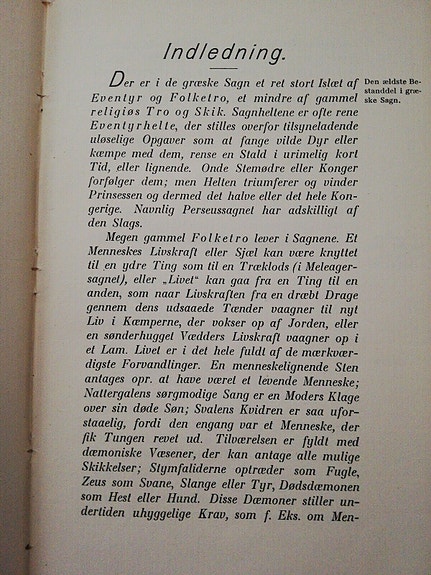 Indledning.
Der er i de græske Sagn et ret stort Islæt af
Eventyr og Folketro, et mindre af gammel
religiøs Tro og Skik. Sagnheltene er ofte rene
Eventyrhelte, der stilles overfor tilsyneladende
uløselige Opgaver som at fange vilde Dyr eller
kæmpe med dem, rense en Stald i urimelig kort
Tid, eller lignende. Onde Stemødre eller Konger
forfølger dem; men Helten triumferer og vinder
Prinsessen og dermed det halve eller det hele Kon-
gerige. Navnlig Perseussagnet har adskilligt af
den Slags.
Den ældste Be-
standdel i græ-
ske Sagn.
Megen gammel Folketro lever i Sagnene. Et
Menneskes Livskraft eller Sjæl kan være knyttet
til en ydre Ting som til en Træklods (i Meleager-
sagnet), eller „Livet“ kan gaa fra en Ting til en
anden, som naar Livskraften fra en dræbt Drage
gennem dens udsaaede Tænder vaagner til nyt
Liv i Kæmperne, der vokser op af Jorden, eller
en sønderhugget Vædders Livskraft vaagner op i
et Lam. Livet er i det hele fuldt af de mærkvær-
digste Forvandlinger. En menneskelignende Sten
antages opr. at have været et levende Menneske;
Nattergalens sørgmodige Sang er en Moders Klage
over sin døde Søn; Svalens Kvidren er saa ufor-
staaelig, fordi den engang var et Menneske, der
fik Tungen revet ud. Tilværelsen er fyldt med
dæmoniske Væsener, der kan antage alle mulige
Skikkelser; Stymfaliderne optræder som Fugle,
Zeus som Svane, Slange eller Tyr, Dødsdæmonen
som Hest eller Hund. Disse Dæmoner stiller un-
dertiden uhyggelige Krav, som f. Eks. om Men-